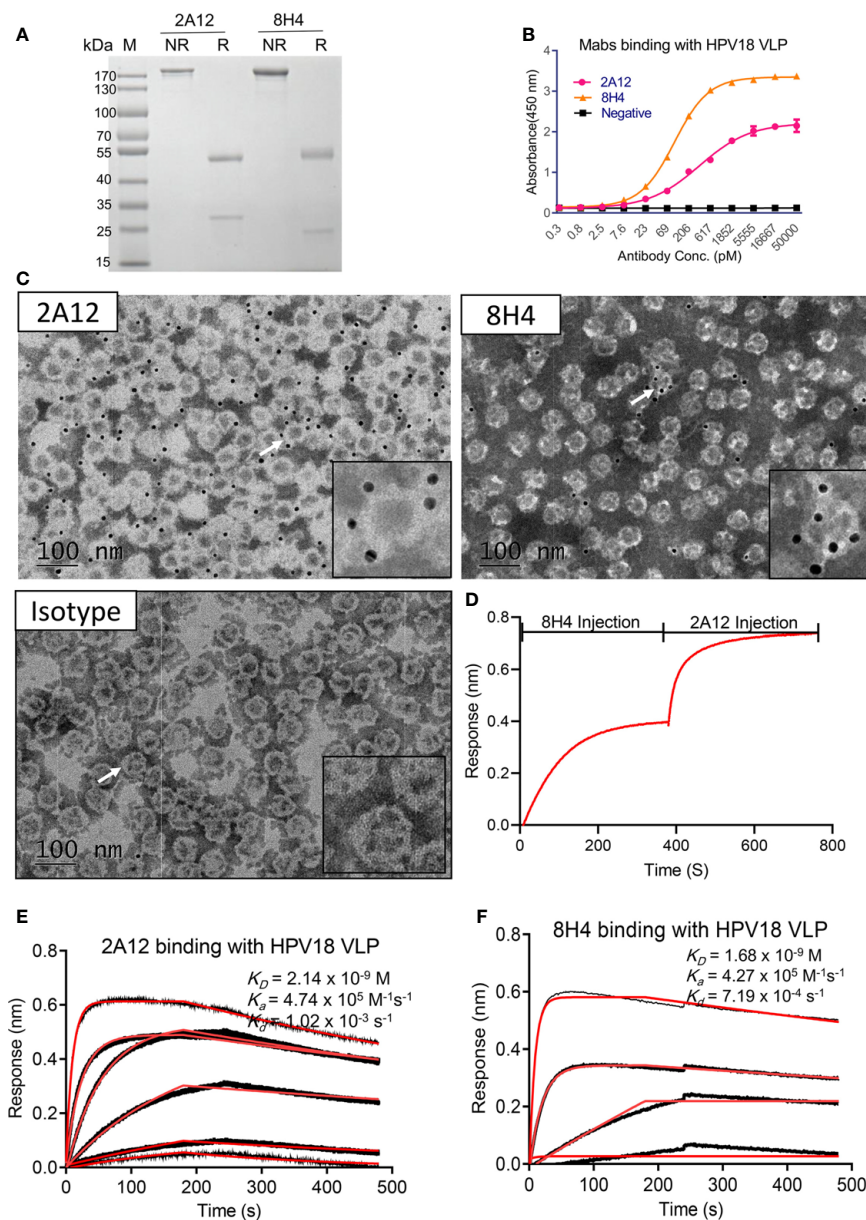 A
2A12 8H4
kDa M NR R NR R
170
130
100
70
55
40
35
25
15
B
Mabs binding with HPV18 VLP
2A12
8H4
Negative
Absorbance(450 nm)
4
3
2
1
0
0.3 0.8 2.5 7.6 23 69 206 617 1852 5555 16667 50000
Antibody Conc. (pM)
C
2A12
100 nm
8H4
100 nm
Isotype
100 nm
D
8H4 Injection 2A12 Injection
Response (nm)
0.8
0.6
0.4
0.2
0.0
0 200 400 600 800
Time (S)
E
2A12 binding with HPV18 VLP
K_D = 2.14 x 10⁻⁹ M
K_a = 4.74 x 10⁵ M⁻¹s⁻¹
K_d = 1.02 x 10⁻³ s⁻¹
Response (nm)
0.8
0.6
0.4
0.2
0.0
0 100 200 300 400 500
Time (s)
F
8H4 binding with HPV18 VLP
K_D = 1.68 x 10⁻⁹ M
K_a = 4.27 x 10⁵ M⁻¹s⁻¹
K_d = 7.19 x 10⁻⁴ s⁻¹
Response (nm)
0.8
0.6
0.4
0.2
0.0
0 100 200 300 400 500
Time (s)